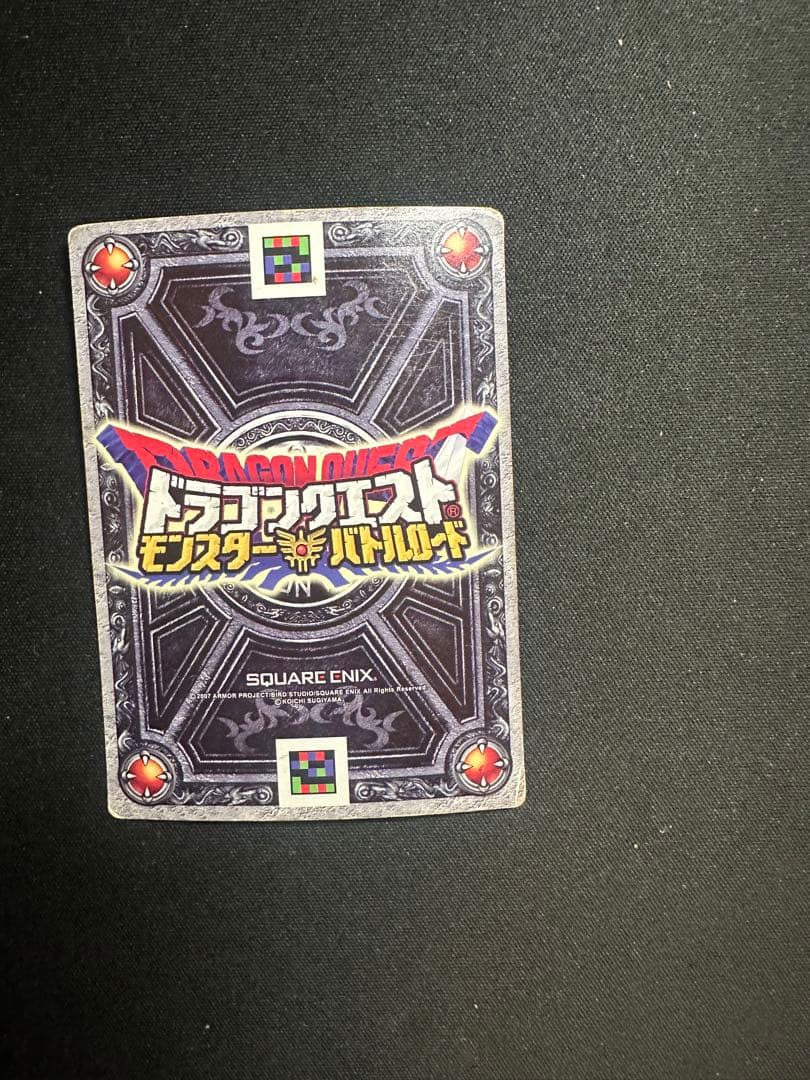 DRAGON QUEST
ドラゴンクエスト®
モンスターバトルロード
SQUARE ENIX.
©2007 ARMOR PROJECT/BIRD STUDIO/SQUARE ENIX All Rights Reserved.
©KOICHI SUGIYAMA